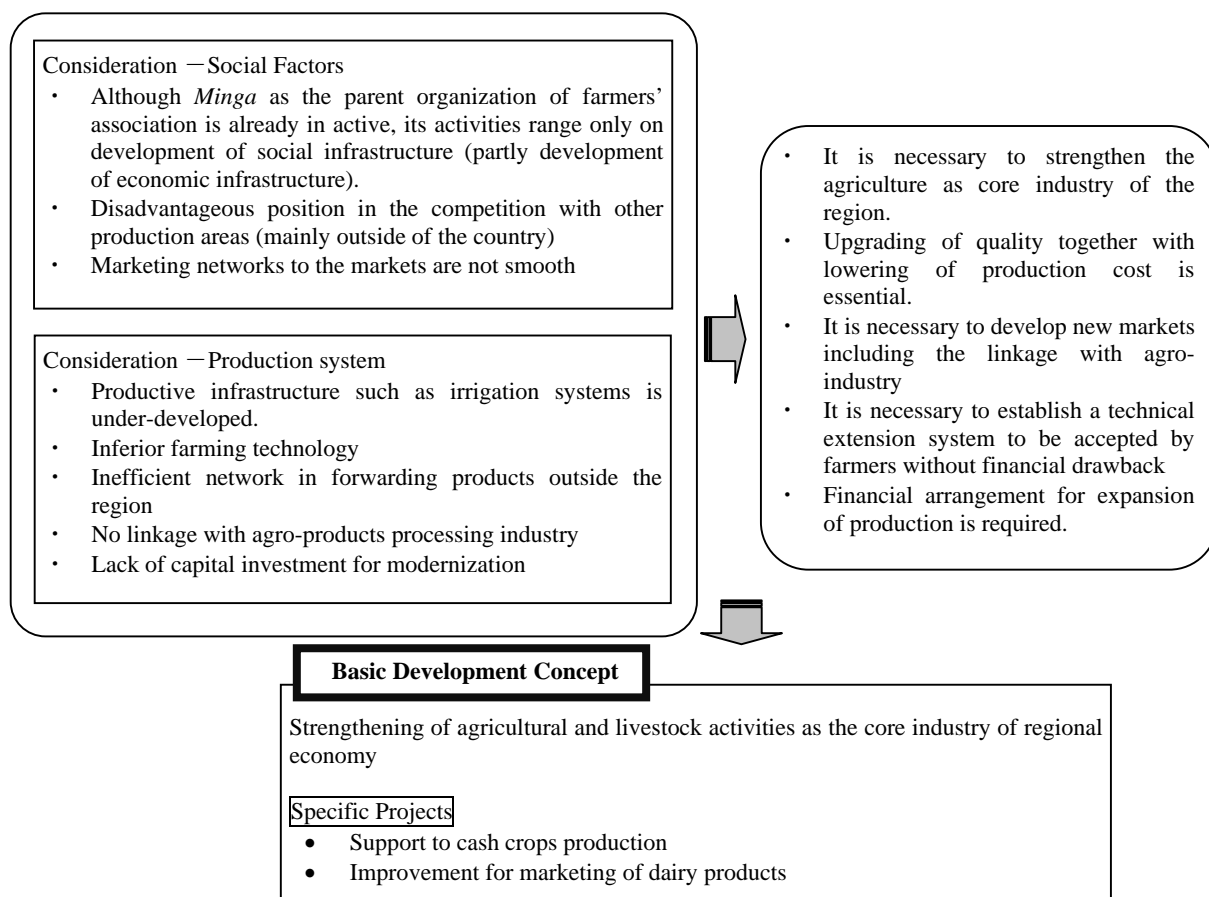 Consideration －Social Factors
・ Although Minga as the parent organization of farmers’
association is already in active, its activities range only on
development of social infrastructure (partly development
of economic infrastructure).
・ Disadvantageous position in the competition with other
production areas (mainly outside of the country)
・ Marketing networks to the markets are not smooth
Consideration －Production system
・ Productive infrastructure such as irrigation systems is
under-developed.
・ Inferior farming technology
・ Inefficient network in forwarding products outside the
region
・ No linkage with agro-products processing industry
・ Lack of capital investment for modernization
・ It is necessary to strengthen the
agriculture as core industry of the
region.
・ Upgrading of quality together with
lowering of production cost is
essential.
・ It is necessary to develop new markets
including the linkage with agro-
industry
・ It is necessary to establish a technical
extension system to be accepted by
farmers without financial drawback
・ Financial arrangement for expansion
of production is required.
Basic Development Concept
Strengthening of agricultural and livestock activities as the core industry of regional
economy
Specific Projects
• Support to cash crops production
• Improvement for marketing of dairy products